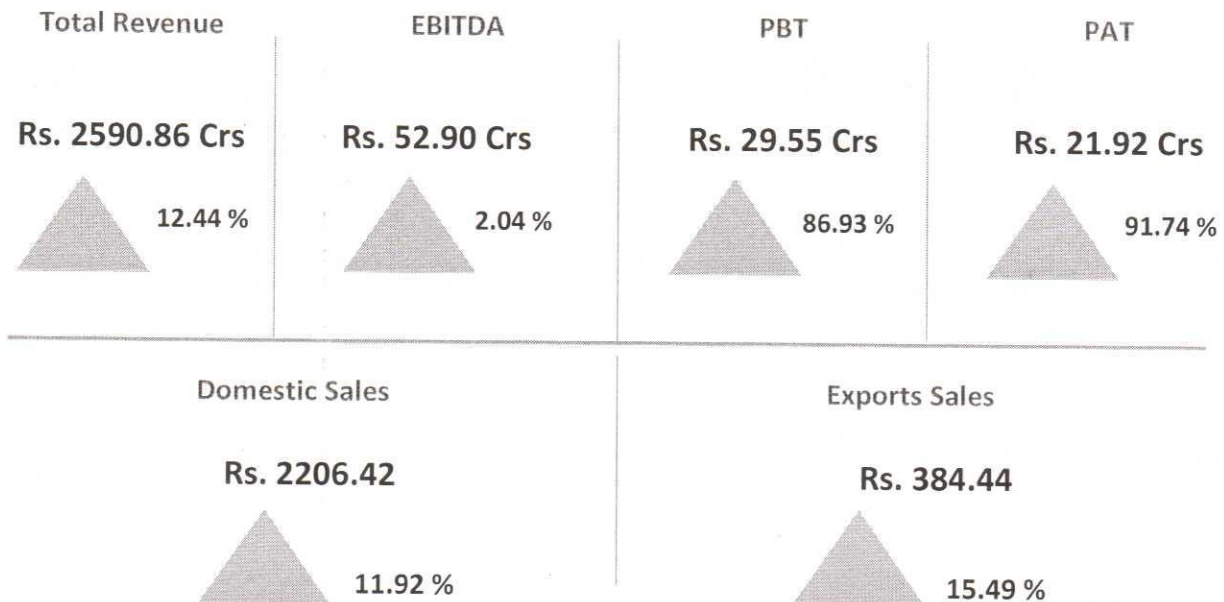 Total Revenue
EBITDA
PBT
PAT
Rs. 2590.86 Crs
Rs. 52.90 Crs
Rs. 29.55 Crs
Rs. 21.92 Crs
12.44 %
2.04 %
86.93 %
91.74 %
Domestic Sales
Exports Sales
Rs. 2206.42
Rs. 384.44
11.92 %
15.49 %